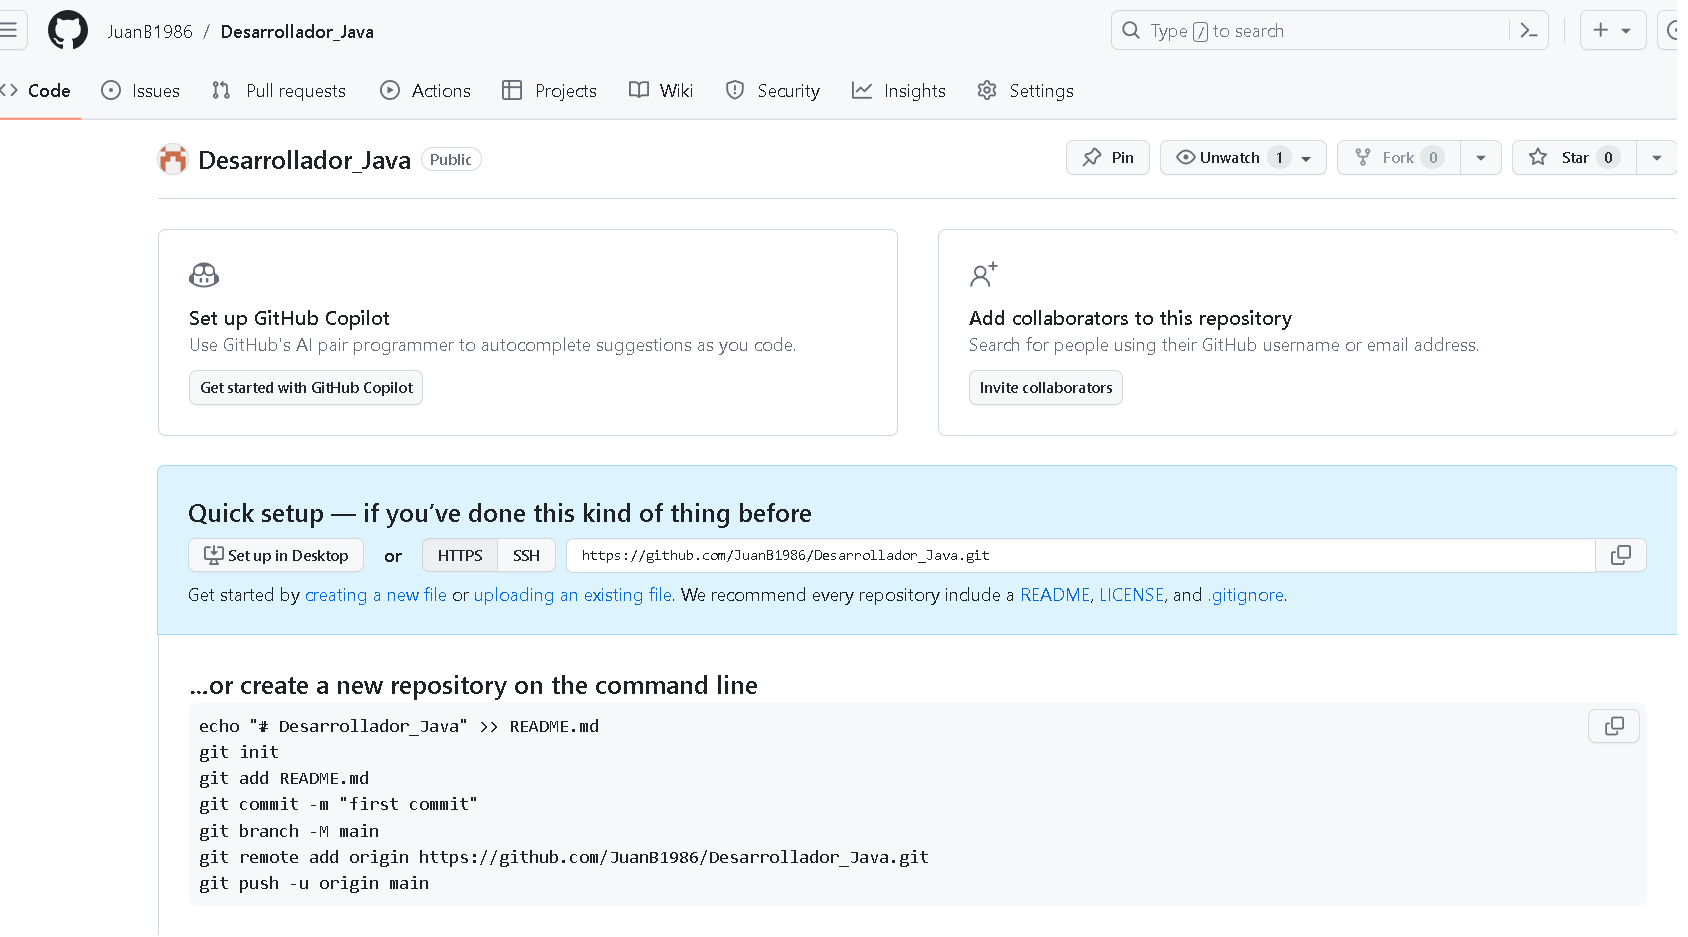 JuanB1986 / Desarrollador_Java
Type / to search
Code Issues Pull requests Actions Projects Wiki Security Insights Settings
Desarrollador_Java Public
Pin Unwatch 1 Fork 0 Star 0
Set up GitHub Copilot
Use GitHub's AI pair programmer to autocomplete suggestions as you code.
Get started with GitHub Copilot
Add collaborators to this repository
Search for people using their GitHub username or email address.
Invite collaborators
Quick setup — if you’ve done this kind of thing before
Set up in Desktop or HTTPS SSH https://github.com/JuanB1986/Desarrollador_Java.git
Get started by creating a new file or uploading an existing file. We recommend every repository include a README, LICENSE, and .gitignore.
…or create a new repository on the command line
echo "# Desarrollador_Java" >> README.md
git init
git add README.md
git commit -m "first commit"
git branch -M main
git remote add origin https://github.com/JuanB1986/Desarrollador_Java.git
git push -u origin main